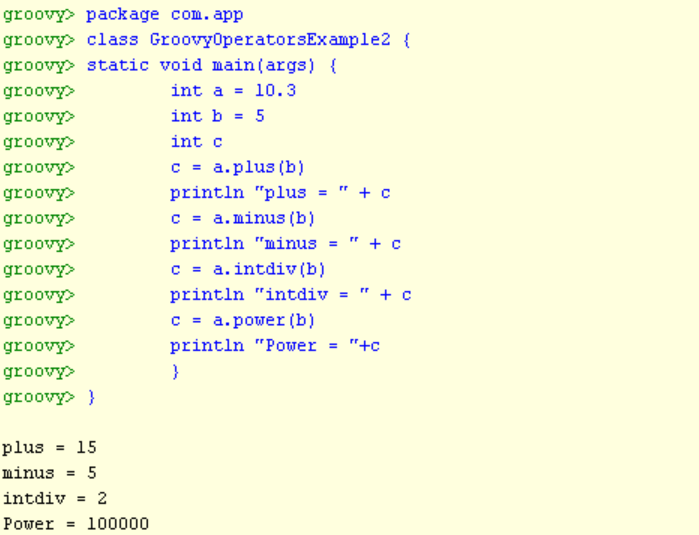 groovy> package com.app
groovy> class GroovyOperatorsExample2 {
groovy> static void main(args) {
groovy>         int a = 10.3
groovy>         int b = 5
groovy>         int c
groovy>         c = a.plus(b)
groovy>         println "plus = " + c
groovy>         c = a.minus(b)
groovy>         println "minus = " + c
groovy>         c = a.intdiv(b)
groovy>         println "intdiv = " + c
groovy>         c = a.power(b)
groovy>         println "Power = "+c
groovy>         }
groovy> }

plus = 15
minus = 5
intdiv = 2
Power = 100000